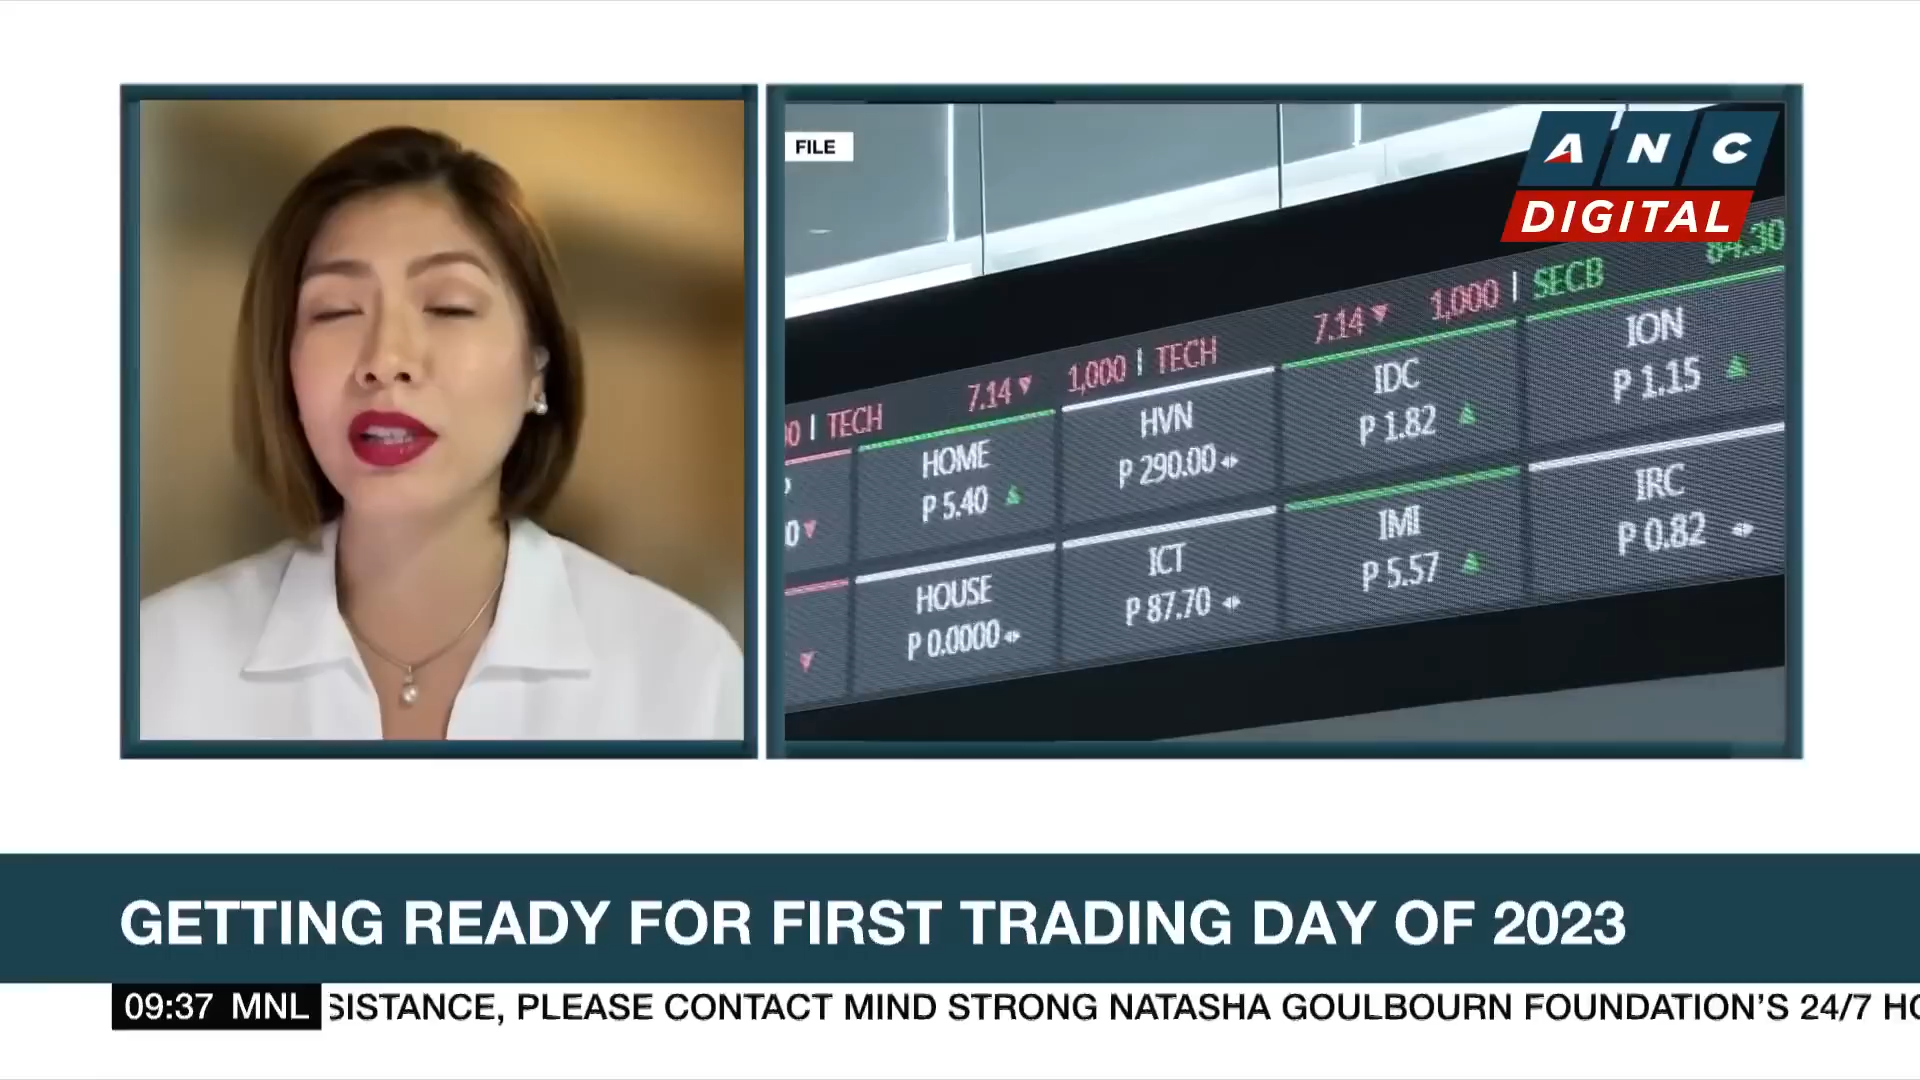 FILE
ANC
DIGITAL
84.30
7.14▼ 1,000 | TECH 7.14▼ 1,000 | SECB
0 | TECH
HOME
P 5.40 ▲
HVN
P 290.00
IDC
P 1.82 ▲
ION
P 1.15 ▲
0▼
▼
HOUSE
P 0.0000
ICT
P 87.70
IMI
P 5.57 ▲
IRC
P 0.82
GETTING READY FOR FIRST TRADING DAY OF 2023
09:37 MNL
SISTANCE, PLEASE CONTACT MIND STRONG NATASHA GOULBOURN FOUNDATION'S 24/7 HO